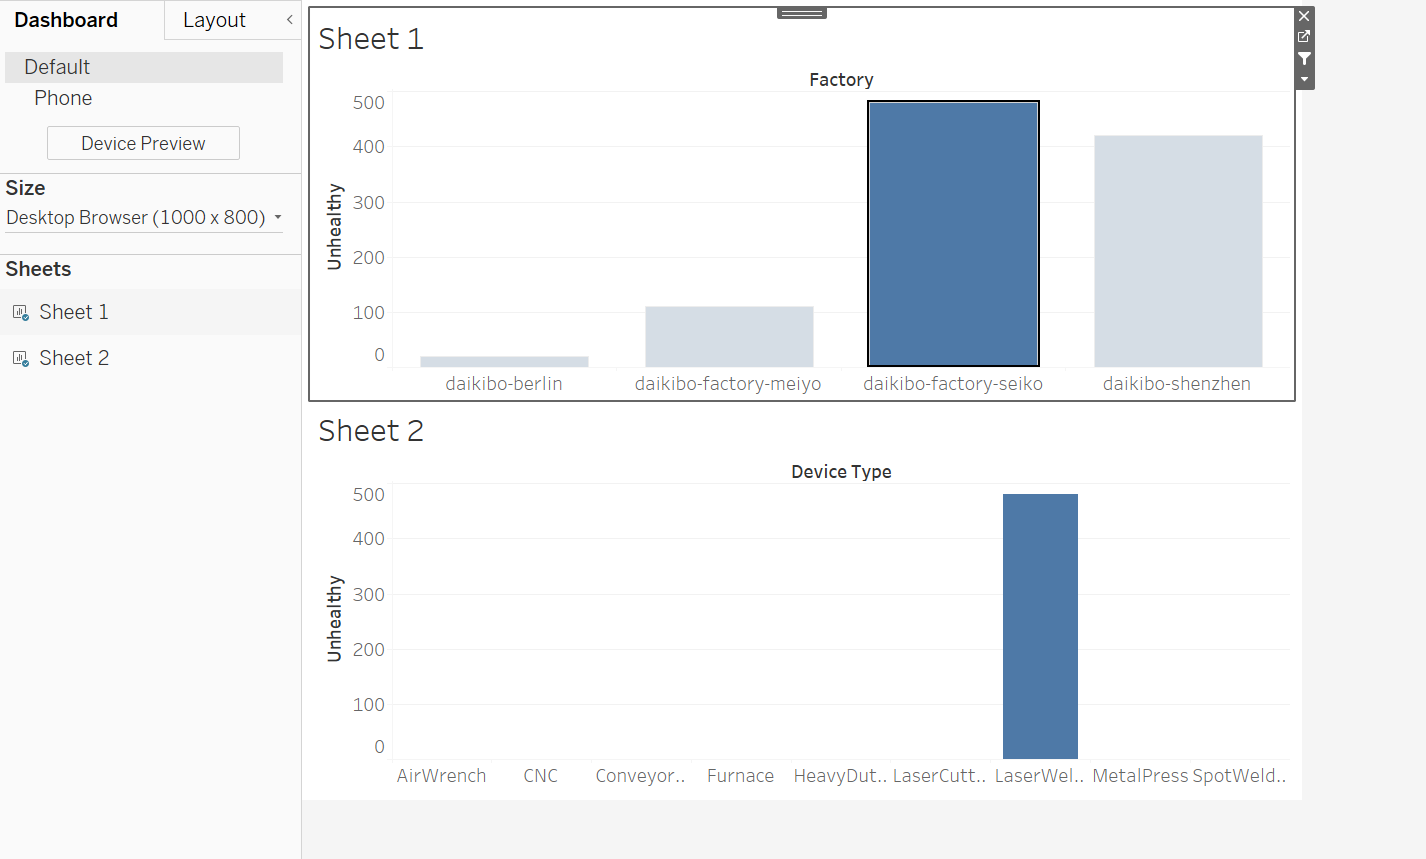 Dashboard
Layout
Default
Phone
Device Preview
Size
Desktop Browser (1000 x 800)
Sheets
Sheet 1
Sheet 2
Sheet 1
Factory
Unhealthy
500
400
300
200
100
0
daikibo-berlin daikibo-factory-meiyo daikibo-factory-seiko daikibo-shenzhen
Sheet 2
Device Type
Unhealthy
500
400
300
200
100
0
AirWrench CNC Conveyor.. Furnace HeavyDut.. LaserCutt.. LaserWel.. MetalPress SpotWeld..